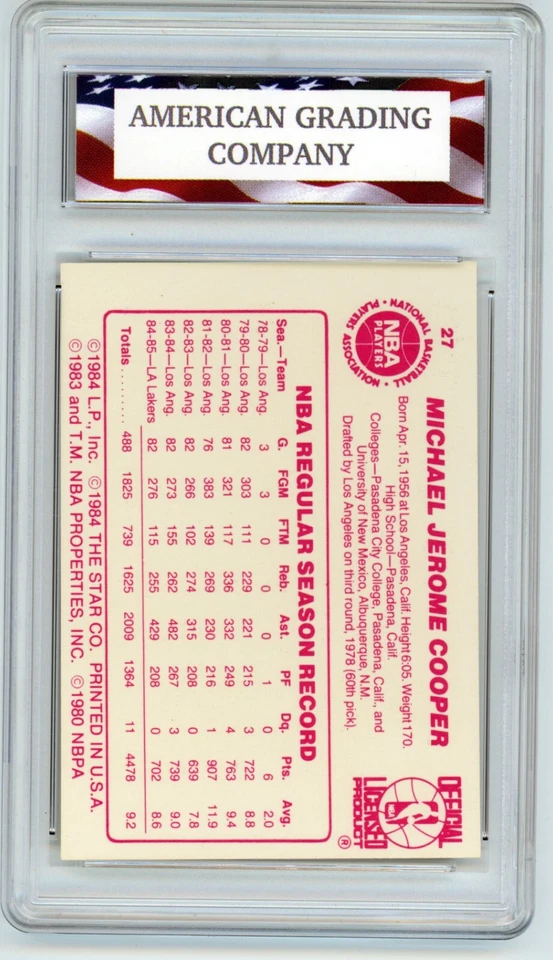 AMERICAN GRADING
COMPANY
27
NATIONAL BASKETBALL
PLAYERS ASSOCIATION
NBA
PLAYERS
MICHAEL JEROME COOPER
OFFICIAL
LICENSED
PRODUCT ®
Born Apr. 15, 1956 at Los Angeles, Calif. Height 6:05. Weight 170.
High School—Pasadena, Calif.
Colleges—Pasadena City College, Pasadena, Calif., and
University of New Mexico, Albuquerque, N.M.
Drafted by Los Angeles on third round, 1978 (60th pick).
NBA REGULAR SEASON RECORD
Sea.—Team G. FGM FTM Reb. Ast. PF Dq. Pts. Avg.
78-79—Los Ang. 3 3 0 0 0 1 0 6 2.0
79-80—Los Ang. 82 303 111 229 221 215 3 722 8.8
80-81—Los Ang. 81 321 117 336 332 249 4 763 9.4
81-82—Los Ang. 76 383 139 269 230 216 1 907 11.9
82-83—Los Ang. 82 266 102 274 315 208 0 639 7.8
83-84—Los Ang. 82 273 155 262 482 267 3 739 9.0
84-85—LA Lakers 82 276 115 255 429 208 0 702 8.6
Totals ......... 488 1825 739 1625 2009 1364 11 4478 9.2
©1984 L.P., Inc. ©1984 THE STAR CO. PRINTED IN U.S.A.
©1983 and T.M. NBA PROPERTIES, INC. ©1980 NBPA